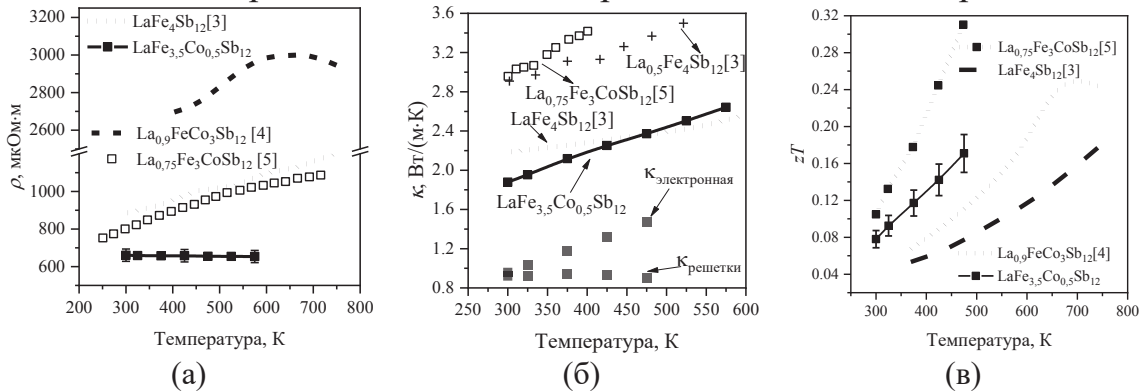 LaFe₄Sb₁₂[3]
LaFe₃,₅Co₀,₅Sb₁₂
La₀,₉FeCo₃Sb₁₂ [4]
La₀,₇₅Fe₃CoSb₁₂ [5]
ρ, мкОм·м
3200
3000
2800
2600
1000
800
600
200 300 400 500 600 700 800
Температура, К
(а)
La₀,₅Fe₄Sb₁₂[3]
La₀,₇₅Fe₃CoSb₁₂[5]
LaFe₄Sb₁₂[3]
κэлектронная
LaFe₃,₅Co₀,₅Sb₁₂
κрешетки
κ, Вт/(м·К)
3.6
3.2
2.8
2.4
2.0
1.6
1.2
0.8
250 300 350 400 450 500 550 600
Температура, К
(б)
La₀,₇₅Fe₃CoSb₁₂[5]
LaFe₄Sb₁₂[3]
La₀,₉FeCo₃Sb₁₂[4]
LaFe₃,₅Co₀,₅Sb₁₂
zT
0.32
0.28
0.24
0.20
0.16
0.12
0.08
0.04
300 400 500 600 700 800
Температура, К
(в)